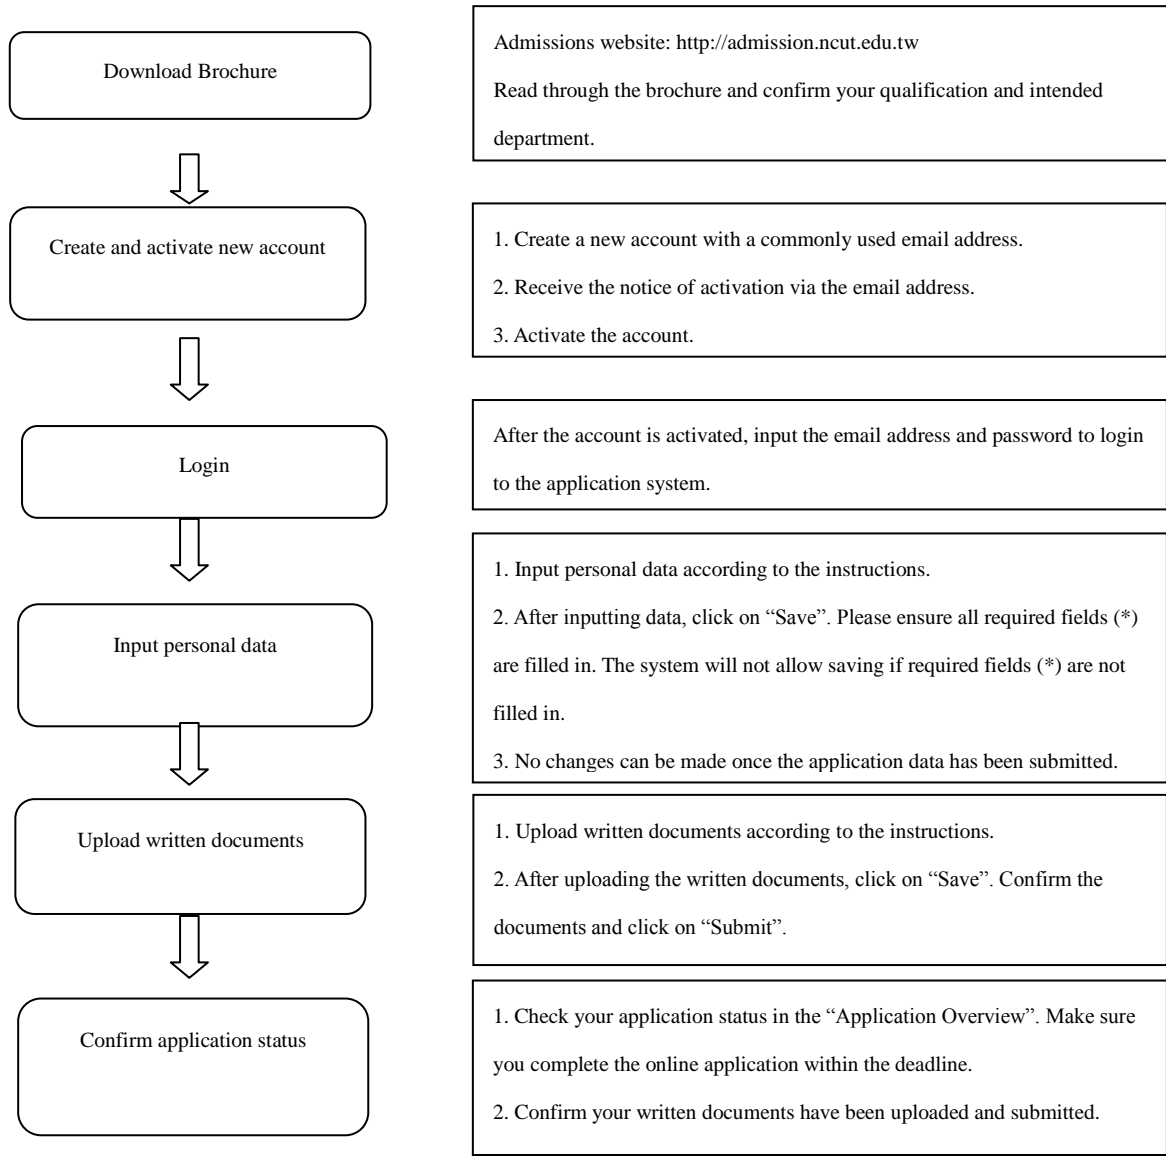 Download Brochure
Admissions website: http://admission.ncut.edu.tw
Read through the brochure and confirm your qualification and intended
department.
Create and activate new account
1. Create a new account with a commonly used email address.
2. Receive the notice of activation via the email address.
3. Activate the account.
Login
After the account is activated, input the email address and password to login
to the application system.
Input personal data
1. Input personal data according to the instructions.
2. After inputting data, click on “Save”. Please ensure all required fields (*)
are filled in. The system will not allow saving if required fields (*) are not
filled in.
3. No changes can be made once the application data has been submitted.
Upload written documents
1. Upload written documents according to the instructions.
2. After uploading the written documents, click on “Save”. Confirm the
documents and click on “Submit”.
Confirm application status
1. Check your application status in the “Application Overview”. Make sure
you complete the online application within the deadline.
2. Confirm your written documents have been uploaded and submitted.